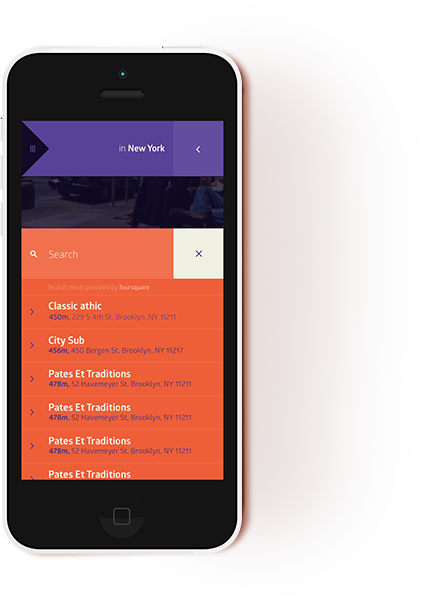 in New York
Search
Search result provided by foursquare
Classic athic
450m, 229 S 4th St, Brooklyn, NY 11211
City Sub
456m, 450 Bergen St, Brooklyn, NY 11217
Pates Et Traditions
478m, 52 Havemeyer St, Brooklyn, NY 11211
Pates Et Traditions
478m, 52 Havemeyer St, Brooklyn, NY 11211
Pates Et Traditions
478m, 52 Havemeyer St, Brooklyn, NY 11211
Pates Et Traditions